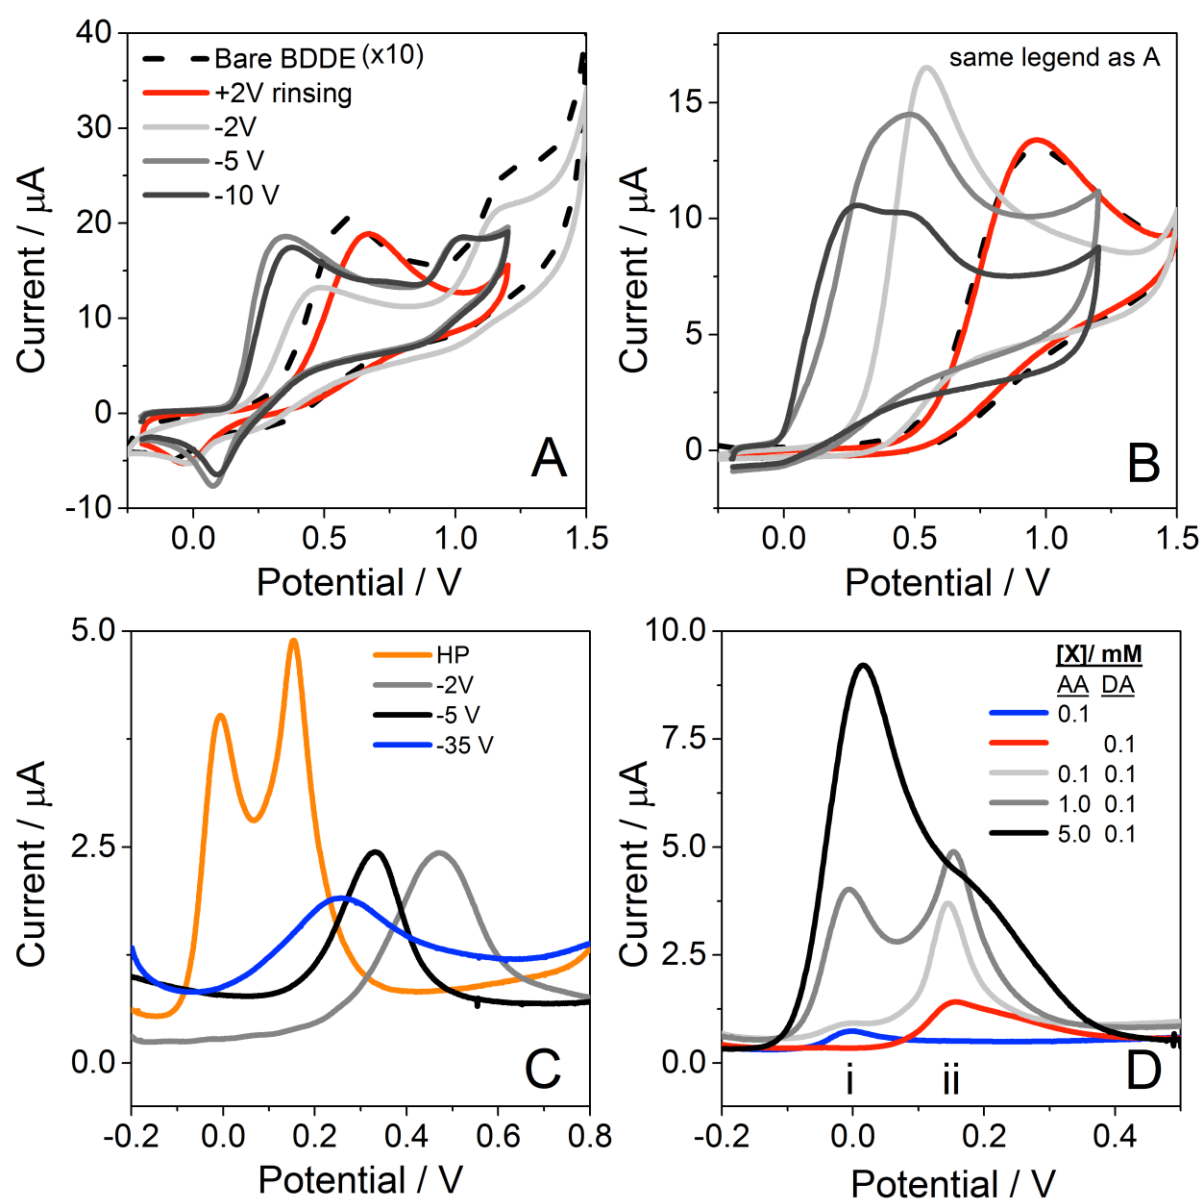 40
30
20
10
0
-10
Current / μA
Bare BDDE (x10)
+2V rinsing
-2V
-5 V
-10 V
A
0.0 0.5 1.0 1.5
Potential / V
15
10
5
0
Current / μA
same legend as A
B
0.0 0.5 1.0 1.5
Potential / V
5.0
2.5
0.0
Current / μA
HP
-2V
-5 V
-35 V
C
-0.2 0.0 0.2 0.4 0.6 0.8
Potential / V
10.0
7.5
5.0
2.5
0.0
Current / μA
[X]/ mM
AA DA
0.1
0.1
0.1 0.1
1.0 0.1
5.0 0.1
i ii D
-0.2 0.0 0.2 0.4
Potential / V